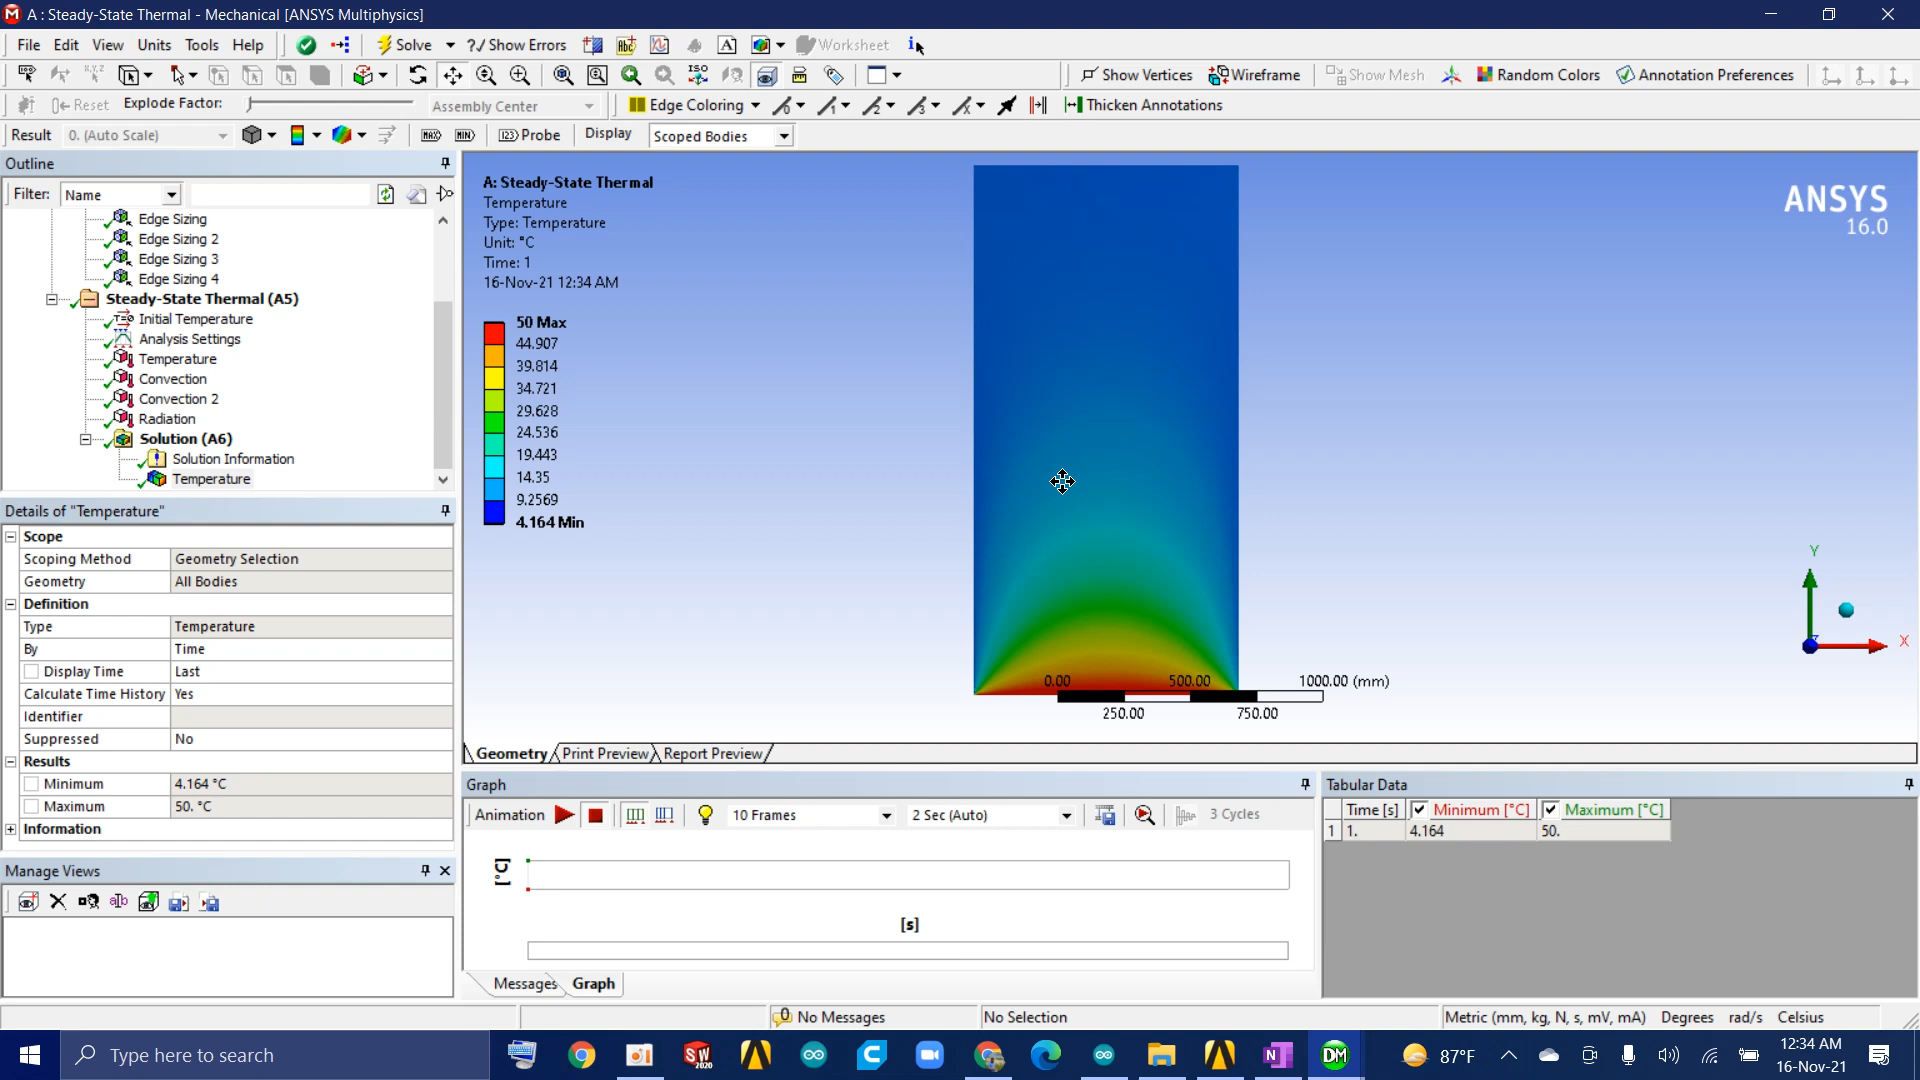 A : Steady-State Thermal - Mechanical [ANSYS Multiphysics]
File Edit View Units Tools Help Solve ?/ Show Errors Worksheet
Show Vertices Wireframe Show Mesh Random Colors Annotation Preferences
Reset Explode Factor: Assembly Center Edge Coloring Thicken Annotations
Result 0. (Auto Scale) MAX MIN Probe Display Scoped Bodies
Outline
Filter: Name
Edge Sizing
Edge Sizing 2
Edge Sizing 3
Edge Sizing 4
Steady-State Thermal (A5)
Initial Temperature
Analysis Settings
Temperature
Convection
Convection 2
Radiation
Solution (A6)
Solution Information
Temperature
Details of "Temperature"
Scope
Scoping Method Geometry Selection
Geometry All Bodies
Definition
Type Temperature
By Time
Display Time Last
Calculate Time History Yes
Identifier
Suppressed No
Results
Minimum 4.164 °C
Maximum 50. °C
Information
Manage Views
A: Steady-State Thermal
Temperature
Type: Temperature
Unit: °C
Time: 1
16-Nov-21 12:34 AM
50 Max
44.907
39.814
34.721
29.628
24.536
19.443
14.35
9.2569
4.164 Min
ANSYS
16.0
Y
X
0.00 500.00 1000.00 (mm)
250.00 750.00
Geometry Print Preview Report Preview
Graph
Animation 10 Frames 2 Sec (Auto) 3 Cycles
[°C]
[s]
Messages Graph
Tabular Data
Time [s] Minimum [°C] Maximum [°C]
1 1. 4.164 50.
0 No Messages No Selection Metric (mm, kg, N, s, mV, mA) Degrees rad/s Celsius
Type here to search
SW
2020
N
DM
87°F
12:34 AM
16-Nov-21